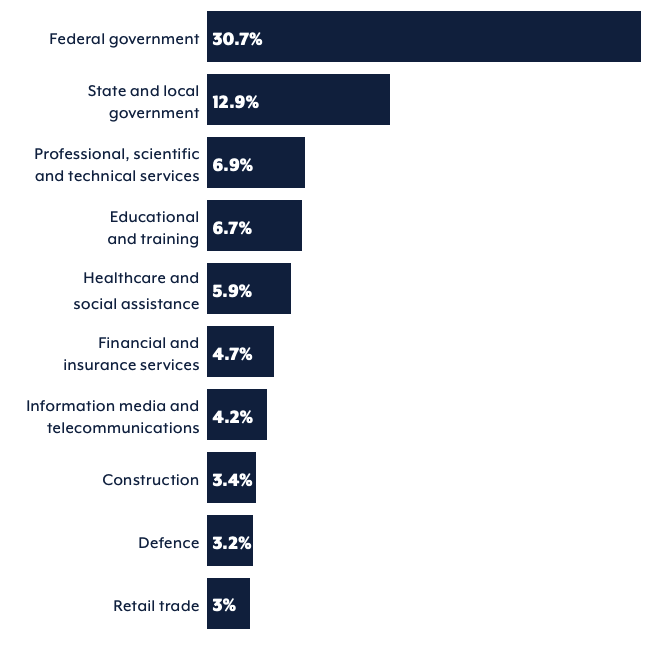 Federal government 30.7%
State and local
government 12.9%
Professional, scientific
and technical services 6.9%
Educational
and training 6.7%
Healthcare and
social assistance 5.9%
Financial and
insurance services 4.7%
Information media and
telecommunications 4.2%
Construction 3.4%
Defence 3.2%
Retail trade 3%